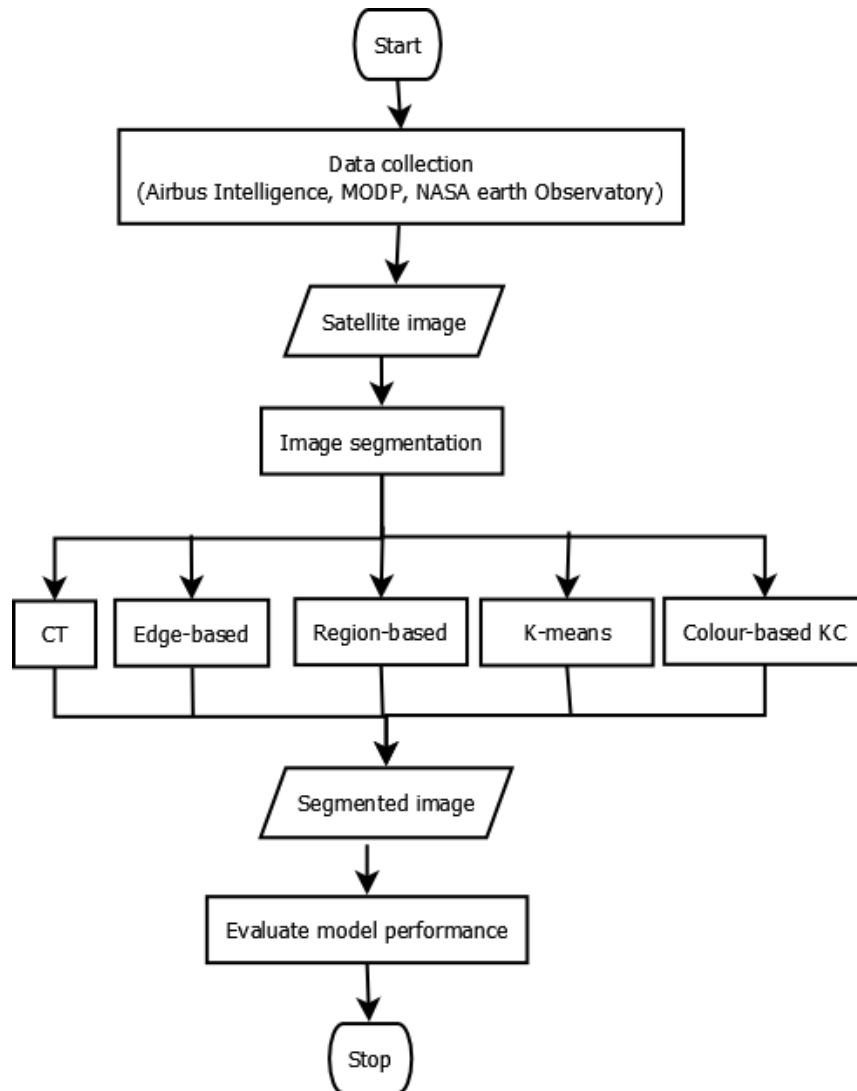 Start
Data collection
(Airbus Intelligence, MODP, NASA earth Observatory)
Satellite image
Image segmentation
CT
Edge-based
Region-based
K-means
Colour-based KC
Segmented image
Evaluate model performance
Stop